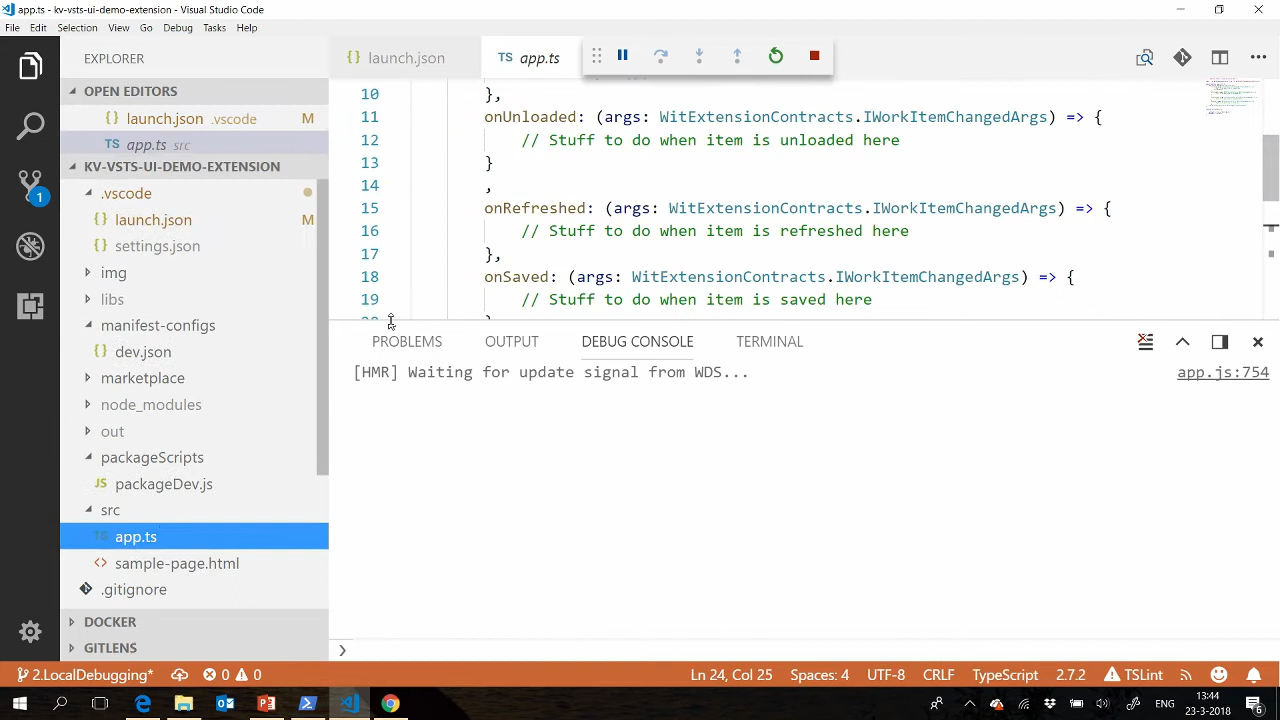 app.ts - kv-vsts-ui-demo-extension - Visual Studio Code
File Edit Selection View Go Debug Tasks Help
EXPLORER
{} launch.json TS app.ts
OPEN EDITORS
{} launch.json .vscode M
TS app.ts src
KV-VSTS-UI-DEMO-EXTENSION
.vscode
{} launch.json M
{} settings.json
img
libs
manifest-configs
{} dev.json
marketplace
node_modules
out
packageScripts
JS packageDev.js
src
TS app.ts
<> sample-page.html
.gitignore
DOCKER
GITLENS
1
10 },
11 onUnloaded: (args: WitExtensionContracts.IWorkItemChangedArgs) => {
12 // Stuff to do when item is unloaded here
13 }
14 ,
15 onRefreshed: (args: WitExtensionContracts.IWorkItemChangedArgs) => {
16 // Stuff to do when item is refreshed here
17 },
18 onSaved: (args: WitExtensionContracts.IWorkItemChangedArgs) => {
19 // Stuff to do when item is saved here
PROBLEMS OUTPUT DEBUG CONSOLE TERMINAL
[HMR] Waiting for update signal from WDS... app.js:754
2.LocalDebugging* 0 0 Ln 24, Col 25 Spaces: 4 UTF-8 CRLF TypeScript 2.7.2 TSLint
ENG 13:44
23-3-2018